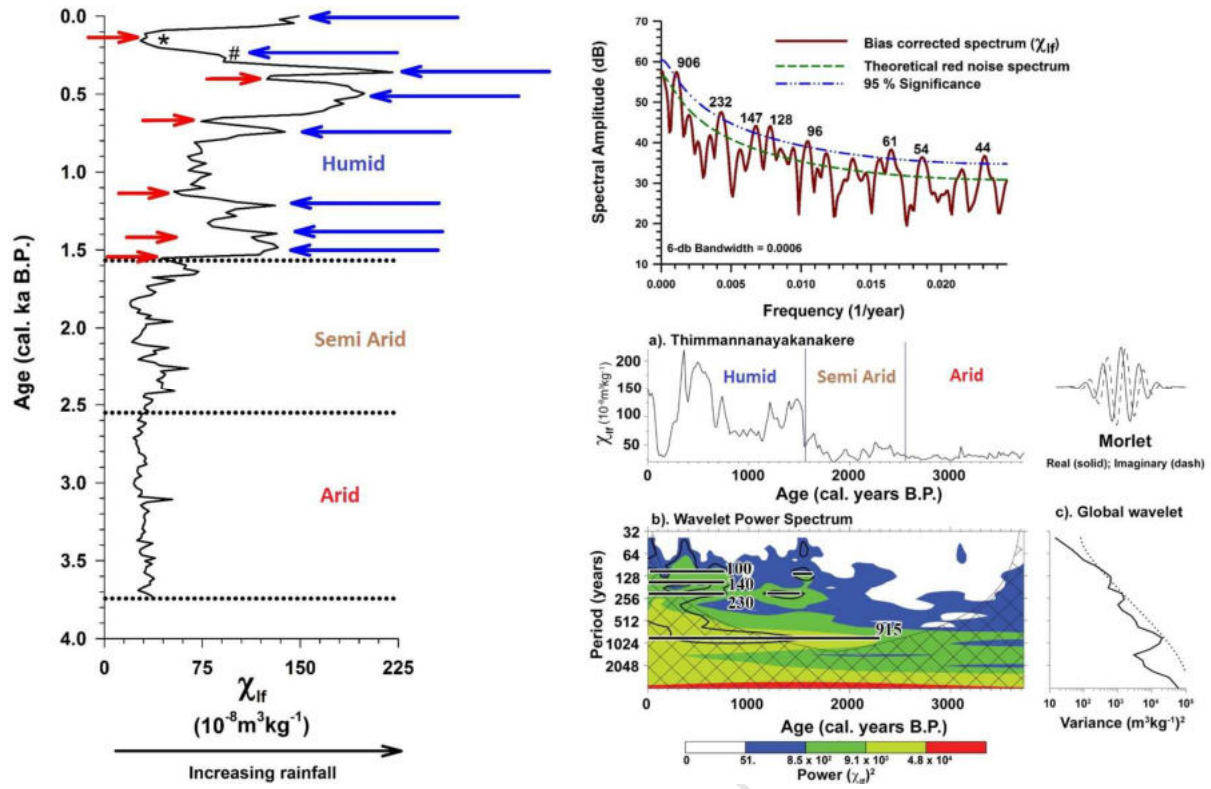 0.0
0.5
1.0
1.5
2.0
2.5
3.0
3.5
4.0
Age (cal. ka B.P.)
*
#
Humid
Semi Arid
Arid
0 75 150 225
χlf
(10-8m3kg-1)
Increasing rainfall
70
60
50
40
30
20
10
Spectral Amplitude (dB)
Bias corrected spectrum (χlf)
Theoretical red noise spectrum
95 % Significance
906
232
147
128
96
61
54
44
6-db Bandwidth = 0.0006
0.000 0.005 0.010 0.015 0.020
Frequency (1/year)
a). Thimmannanayakanakere
200
150
100
50
χlf (10-8m3kg-1)
Humid
Semi Arid
Arid
0 1000 2000 3000
Age (cal. years B.P.)
Morlet
Real (solid); Imaginary (dash)
b). Wavelet Power Spectrum
32
64
128
256
512
1024
2048
Period (years)
100
140
230
915
0 1000 2000 3000
Age (cal. years B.P.)
0 51. 8.5 x 102 9.1 x 103 4.8 x 104
Power (χlf)2
c). Global wavelet
10 102 103 104 105
Variance (m3kg-1)2